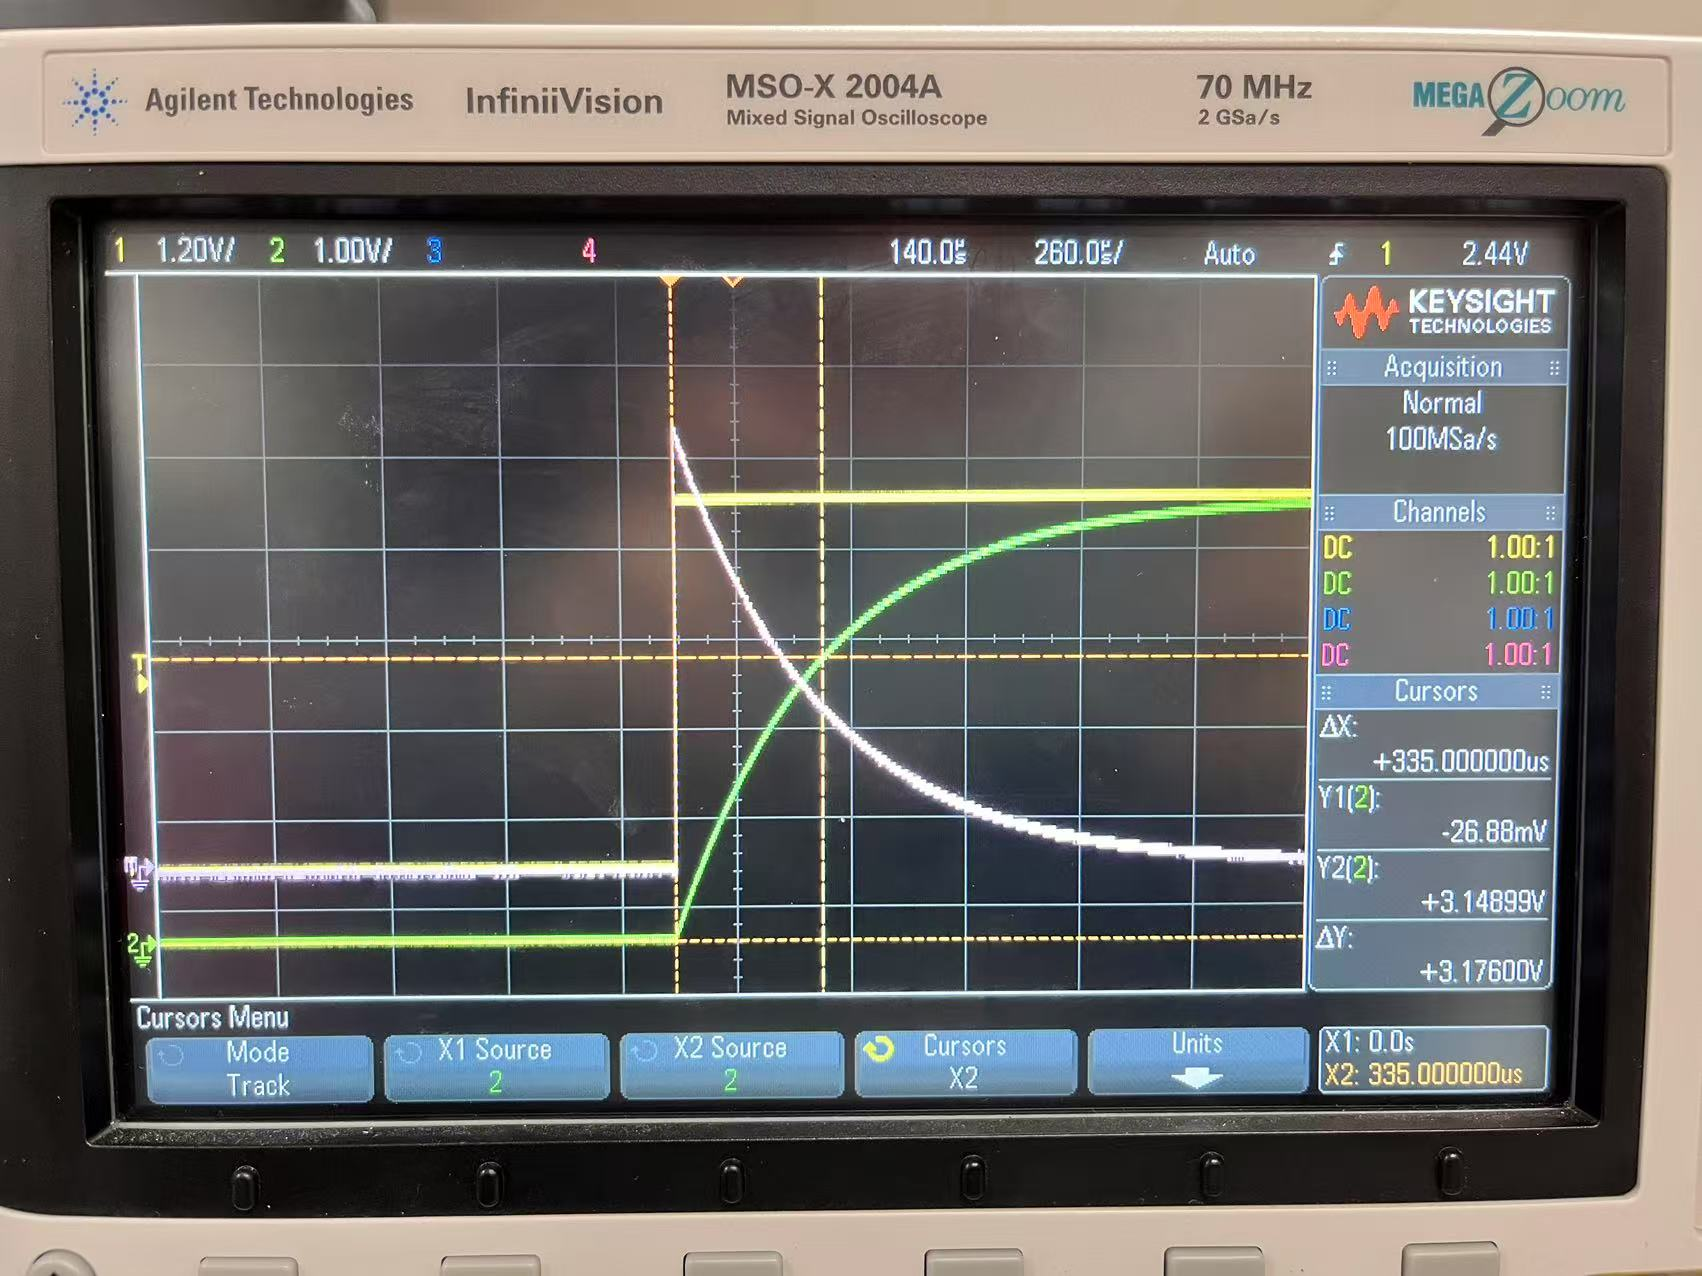 Agilent Technologies InfiniiVision MSO-X 2004A 70 MHz MEGA Zoom
Mixed Signal Oscilloscope 2 GSa/s
1 1.20V/ 2 1.00V/ 3 4 140.0us 260.0us/ Auto 1 2.44V
KEYSIGHT
TECHNOLOGIES
Acquisition
Normal
100MSa/s
Channels
DC 1.00:1
DC 1.00:1
DC 1.00:1
DC 1.00:1
Cursors
ΔX:
+335.000000us
Y1(2):
-26.88mV
Y2(2):
+3.14899V
ΔY:
+3.17600V
T
2
Cursors Menu
Mode
Track
X1 Source
2
X2 Source
2
Cursors
X2
Units
X1: 0.0s
X2: 335.000000us